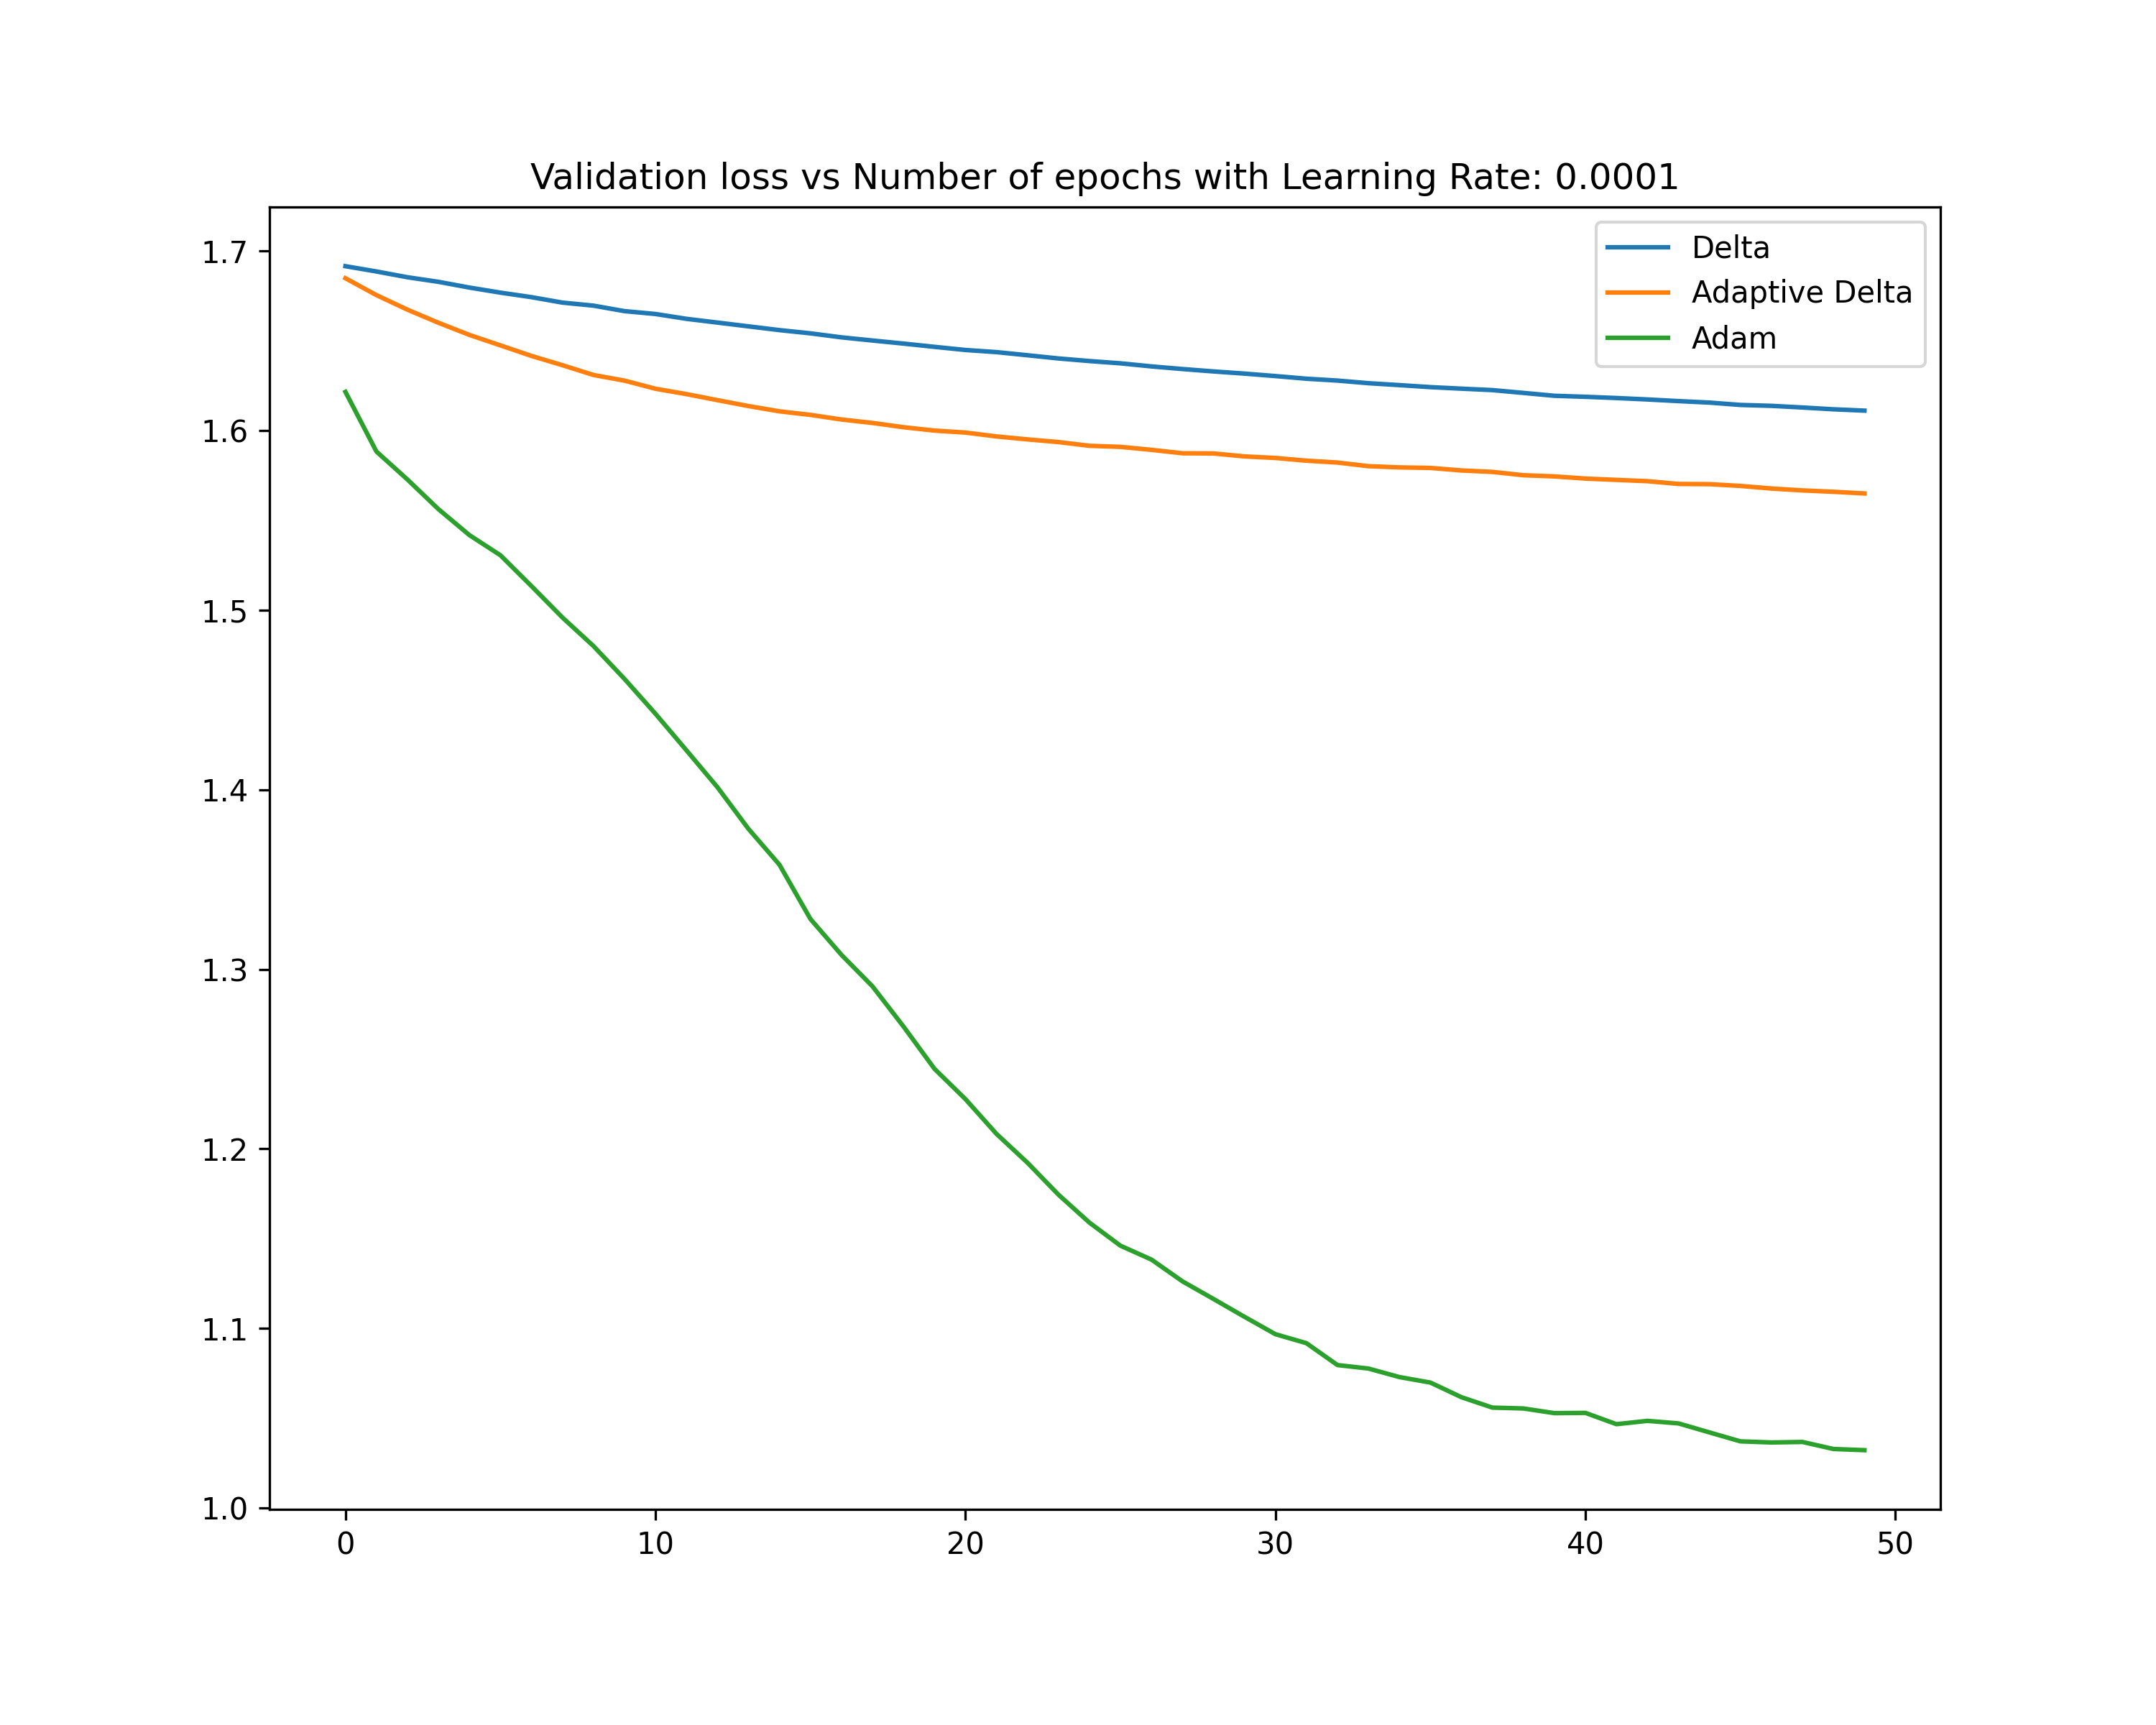 Validation loss vs Number of epochs with Learning Rate: 0.0001
Delta
Adaptive Delta
Adam
1.7
1.6
1.5
1.4
1.3
1.2
1.1
1.0
0 10 20 30 40 50